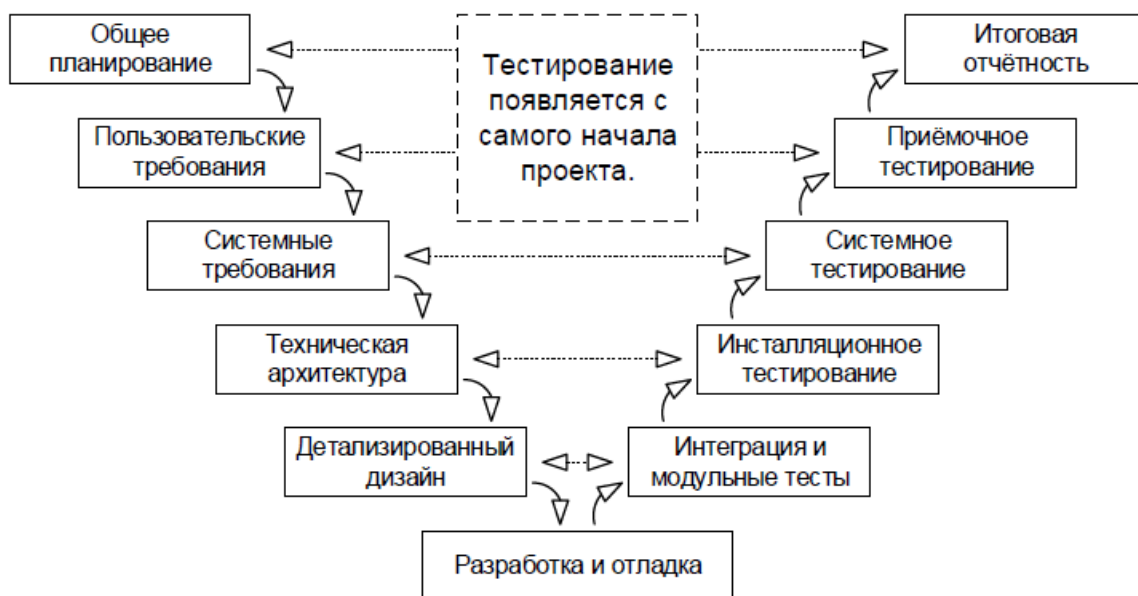 Общее
планирование
Тестирование
появляется с
самого начала
проекта.
Итоговая
отчётность
Пользовательские
требования
Приёмочное
тестирование
Системные
требования
Системное
тестирование
Техническая
архитектура
Инсталляционное
тестирование
Детализированный
дизайн
Интеграция и
модульные тесты
Разработка и отладка